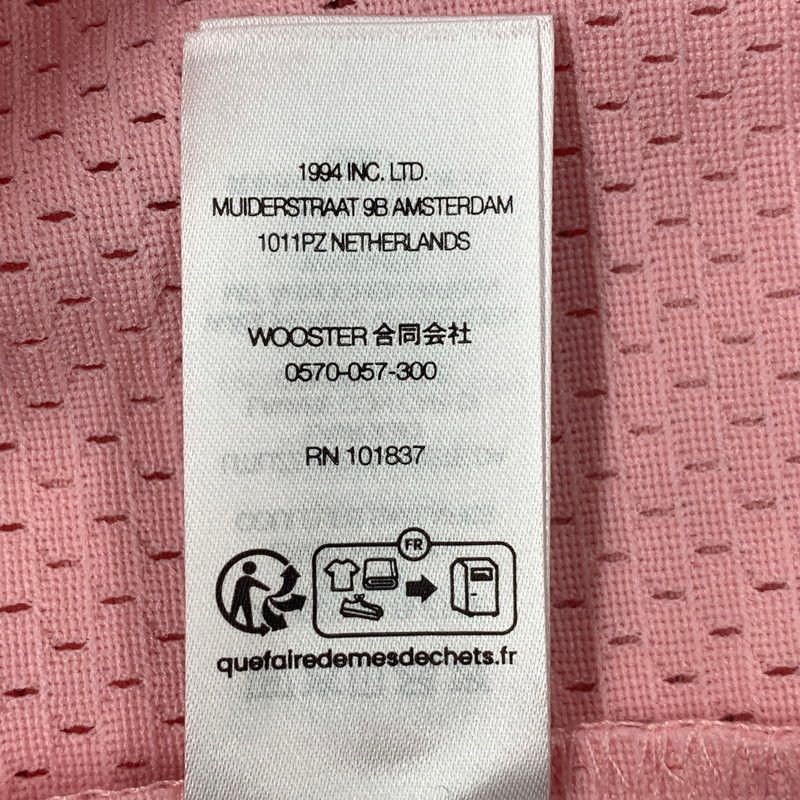 1994 INC. LTD.
MUIDERSTRAAT 9B AMSTERDAM
1011PZ NETHERLANDS
WOOSTER 合同会社
0570-057-300
RN 101837
FR
quefairedemesdechets.fr